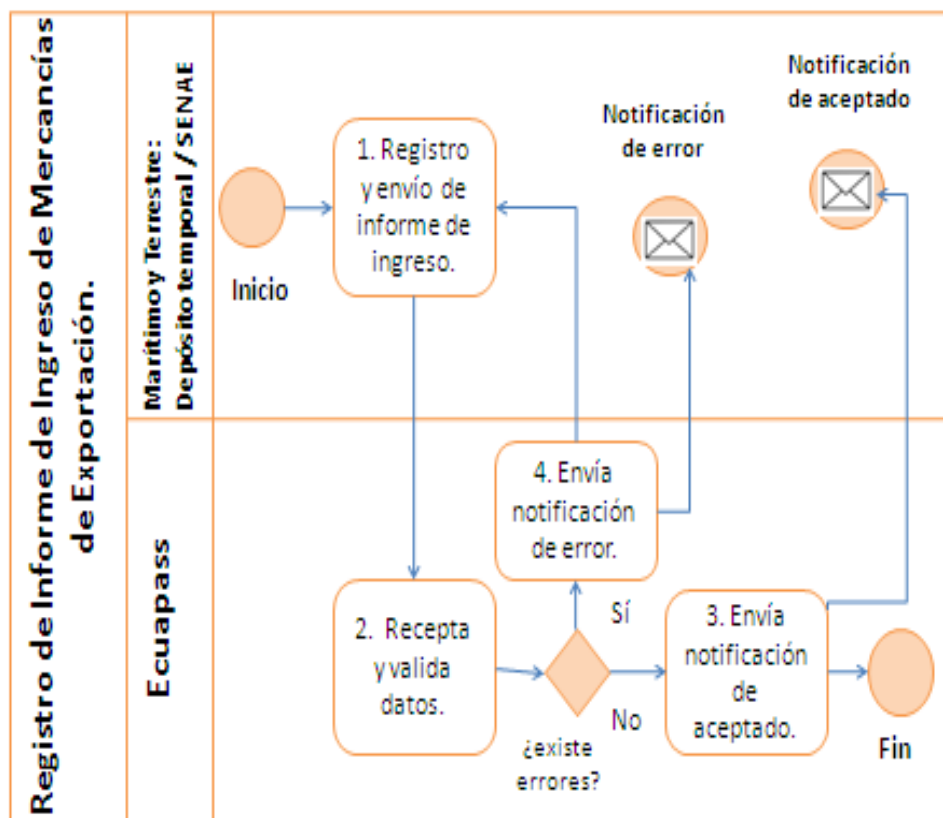 Registro de Informe de Ingreso de Mercancías
de Exportación.
Marítimo y Terrestre:
Depósito temporal / SENAE
Inicio
1. Registro
y envío de
informe de
ingreso.
Notificación
de error
Notificación
de aceptado
Ecuapass
2. Recepta
y valida
datos.
4. Envía
notificación
de error.
Sí
¿existe
errores?
No
3. Envía
notificación
de
aceptado.
Fin